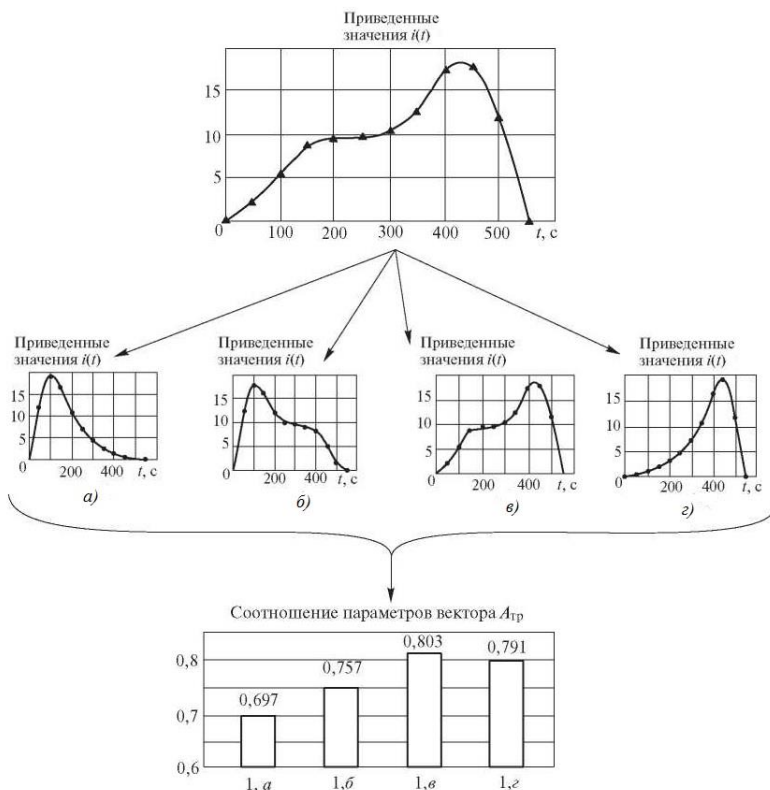 Приведенные
значения i(t)
15
10
5
0
100
200
300
400
500
t, с
Приведенные
значения i(t)
15
10
5
0
200
400
t, с
а)
Приведенные
значения i(t)
15
10
5
0
200
400
t, с
б)
Приведенные
значения i(t)
15
10
5
0
200
400
t, с
в)
Приведенные
значения i(t)
15
10
5
0
200
400
t, с
г)
Соотношение параметров вектора Aтр
0,8
0,7
0,6
0,697
0,757
0,803
0,791
1, а
1,б
1,в
1,г